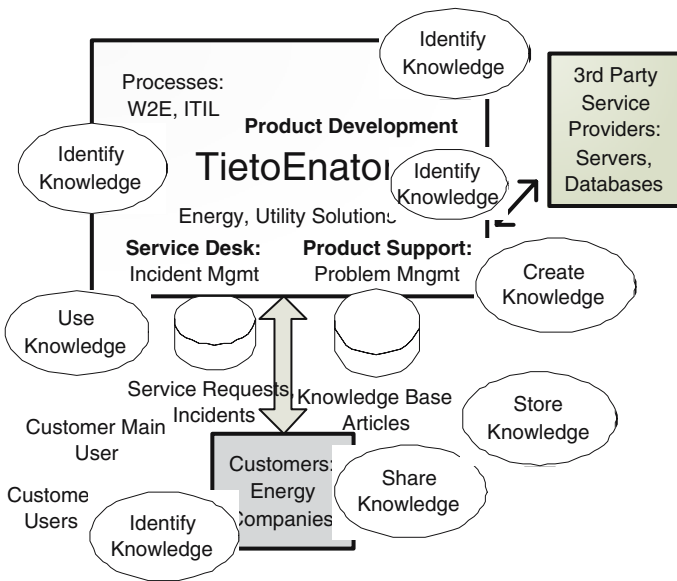 Identify
Knowledge
Processes:
W2E, ITIL
3rd Party
Service
Providers:
Servers,
Databases
Product Development
Identify
Knowledge
TietoEnator
Identify
Knowledge
Energy, Utility Solutions
Service Desk:
Incident Mgmt
Product Support:
Problem Mngmt
Create
Knowledge
Use
Knowledge
Service Requests,
Incidents
Knowledge Base
Articles
Store
Knowledge
Customer Main
User
Customers:
Energy
Companies
Share
Knowledge
Custome
Users
Identify
Knowledge